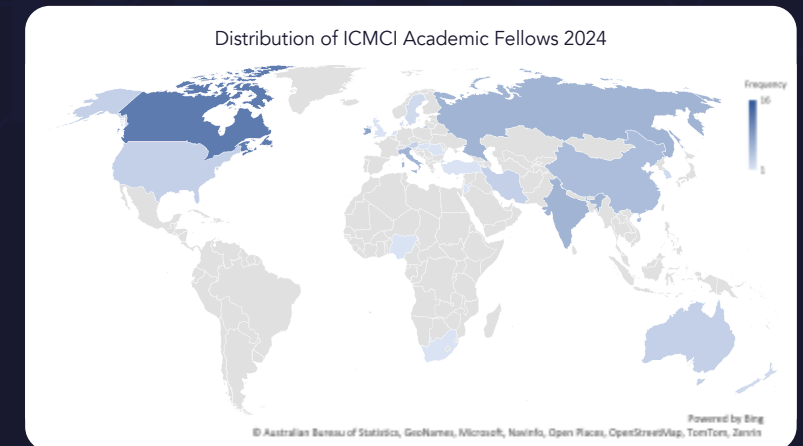 Distribution of ICMCI Academic Fellows 2024
Frequency
16
1
Powered by Bing
© Australian Bureau of Statistics, GeoNames, Microsoft, Navinfo, Open Places, OpenStreetMap, TomTom, Zenrin